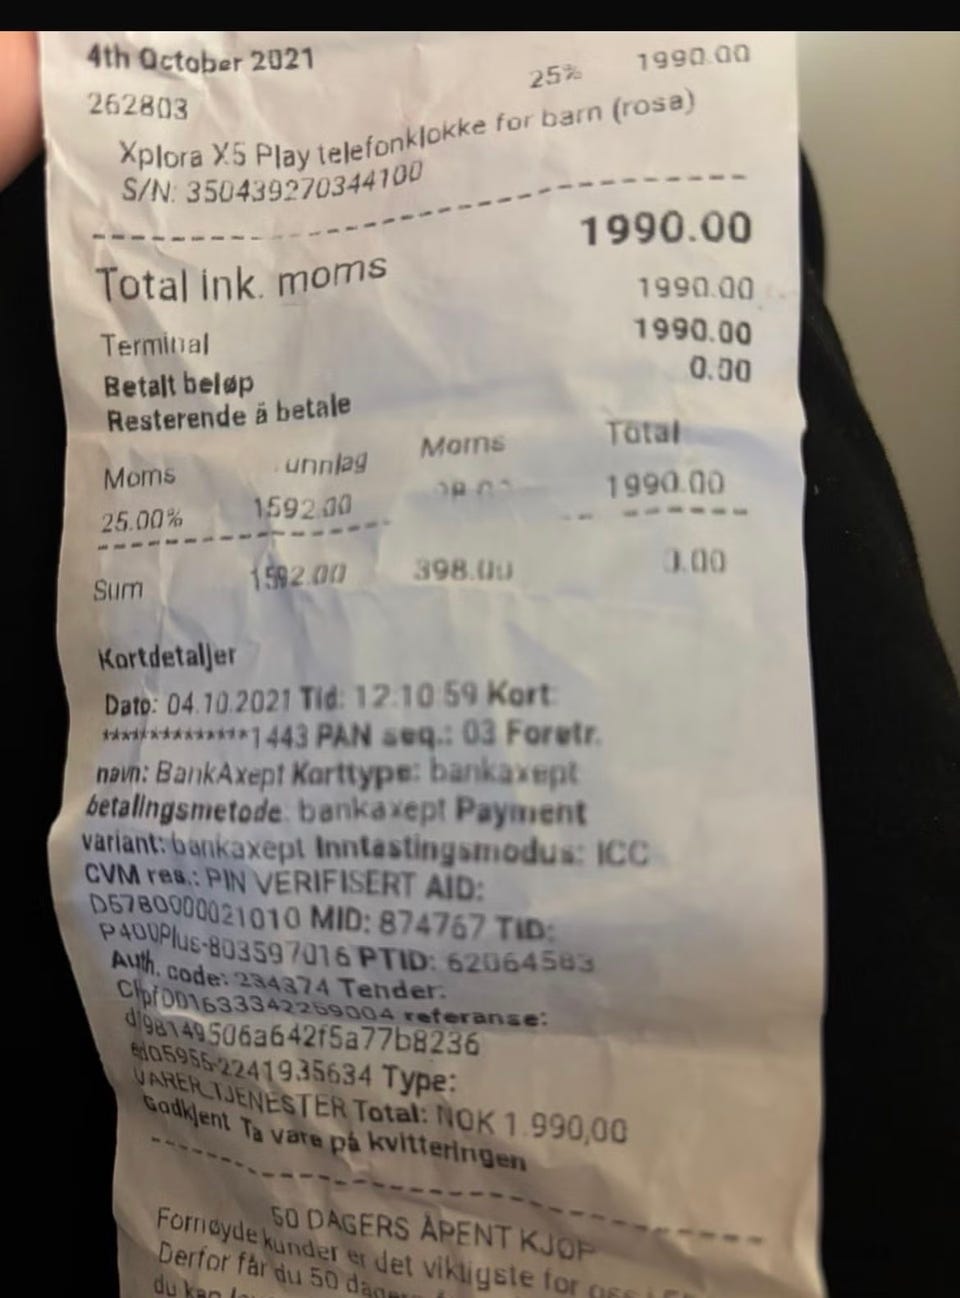 4th October 2021
25% 1990.00
262803
Xplora X5 Play telefonklokke for barn (rosa)
S/N: 350439270344100
1990.00
Total ink. moms
1990.00
Terminal 1990.00
Betalt beløp 0.00
Resterende å betale
Moms unnlag Moms Total
25.00% 1592.00 1990.00
Sum 1592.00 398.00 0.00
Kortdetaljer
Dato: 04.10.2021 Tid: 12:10:59 Kort:
*************1443 PAN seq.: 03 Foretr.
navn: BankAxept Korttype: bankaxept
betalingsmetode: bankaxept Payment
variant: bankaxept Inntastingsmodus: ICC
CVM res.: PIN VERIFISERT AID:
D5780000021010 MID: 874767 TID:
P400Plus-803597016 PTID: 62064583
Auth. code: 234374 Tender:
referanse:
2241935634 Type:
VARER_TJENESTER Total: NOK 1.990,00
Godkjent Ta vare på kvitteringen
50 DAGERS ÅPENT KJØP
Fornøyde kunder er det viktigste for oss
Derfor får du 50
du kan